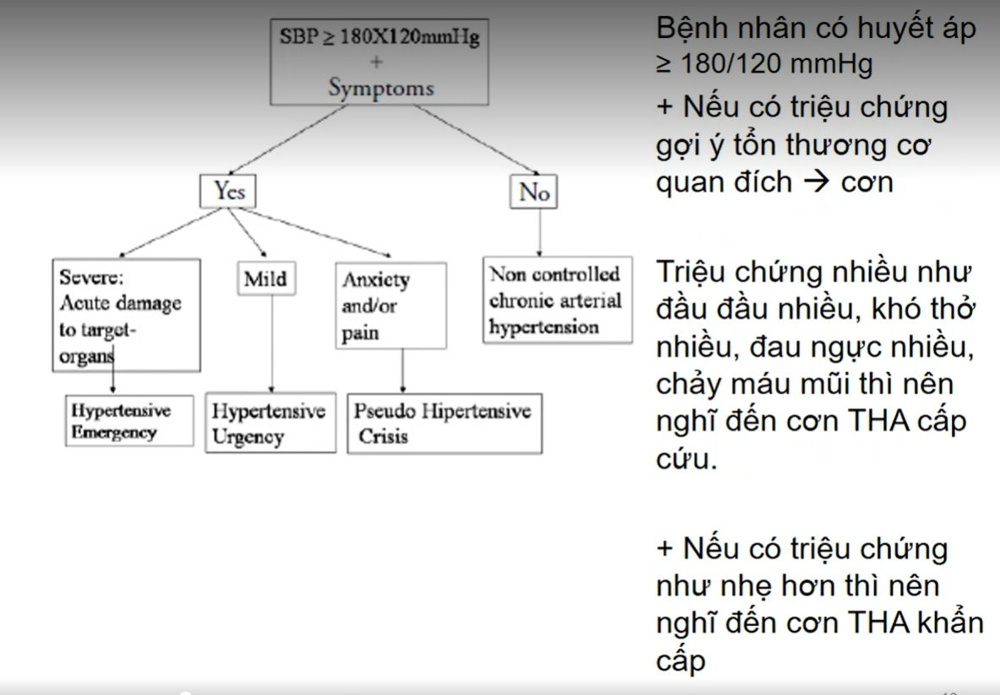 SBP ≥ 180X120mmHg
+
Symptoms
Yes
No
Severe:
Acute damage
to target-
organs
Mild
Anxiety
and/or
pain
Non controlled
chronic arterial
hypertension
Hypertensive
Emergency
Hypertensive
Urgency
Pseudo Hipertensive
Crisis
Bệnh nhân có huyết áp
≥ 180/120 mmHg
+ Nếu có triệu chứng
gợi ý tổn thương cơ
quan đích → cơn
Triệu chứng nhiều như
đầu đầu nhiều, khó thở
nhiều, đau ngực nhiều,
chảy máu mũi thì nên
nghĩ đến cơn THA cấp
cứu.
+ Nếu có triệu chứng
như nhẹ hơn thì nên
nghĩ đến cơn THA khẩn
cấp